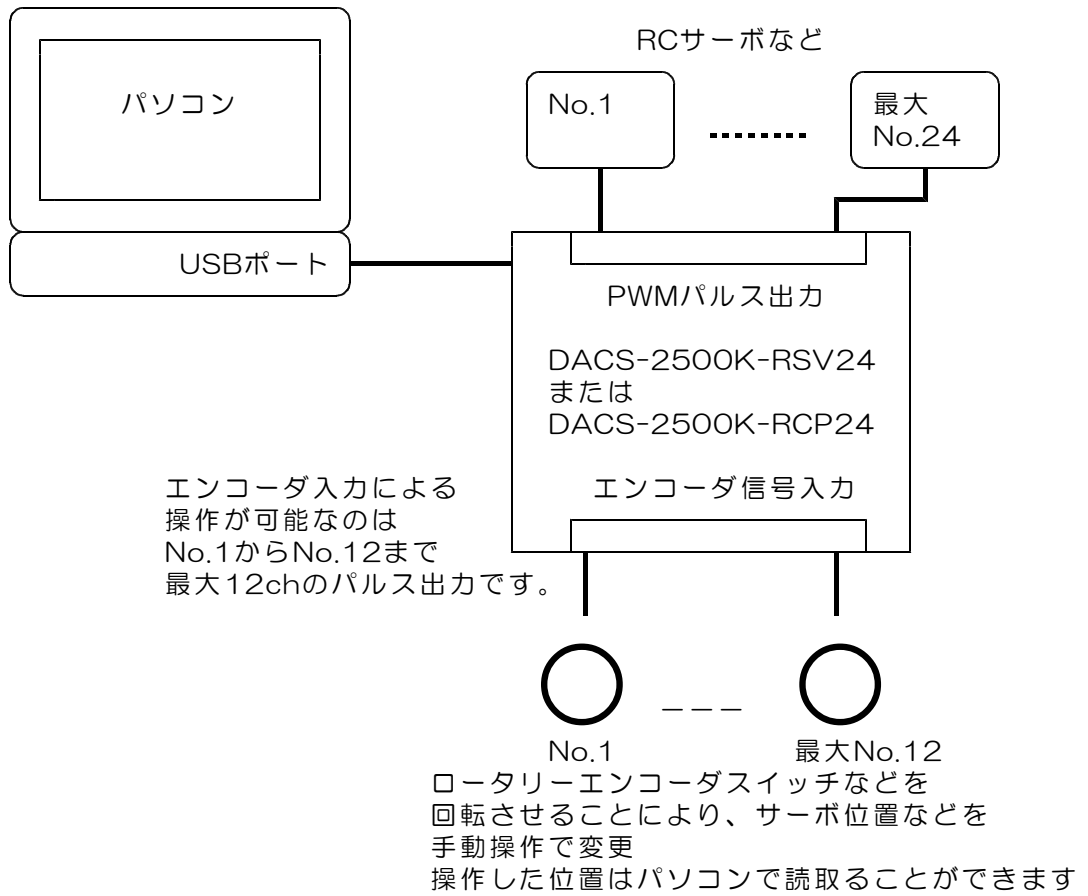 RCサーボなど
パソコン
No.1
最大
No.24
USBポート
PWMパルス出力
DACS-2500K-RSV24
または
DACS-2500K-RCP24
エンコーダ信号入力
エンコーダ入力による
操作が可能なのは
No.1からNo.12まで
最大12chのパルス出力です。
No.1
最大No.12
ロータリーエンコーダスイッチなどを
回転させることにより、サーボ位置などを
手動操作で変更
操作した位置はパソコンで読取ることができます